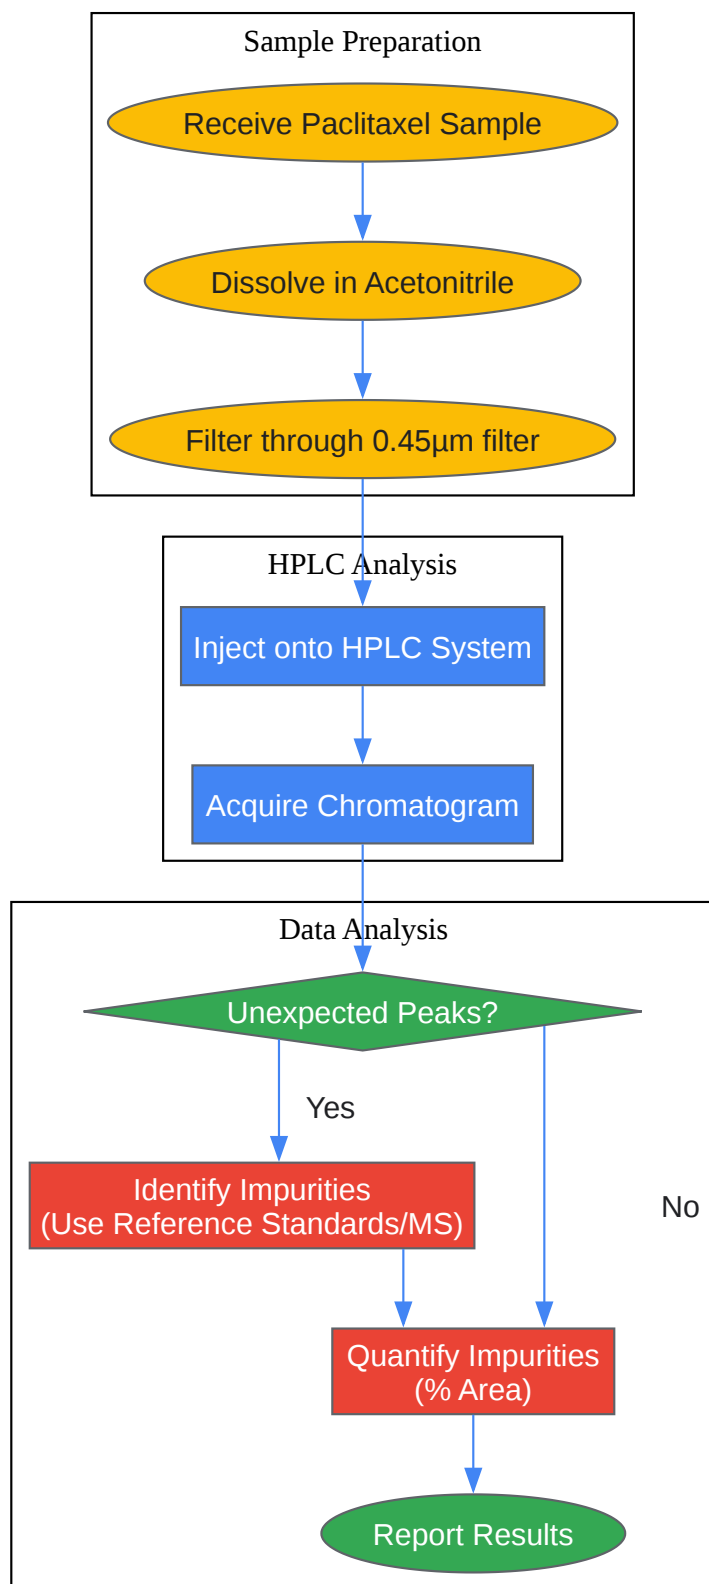 Sample Preparation
Receive Paclitaxel Sample
Dissolve in Acetonitrile
Filter through 0.45µm filter
HPLC Analysis
Inject onto HPLC System
Acquire Chromatogram
Data Analysis
Unexpected Peaks?
Yes
Identify Impurities
(Use Reference Standards/MS)
No
Quantify Impurities
(% Area)
Report Results